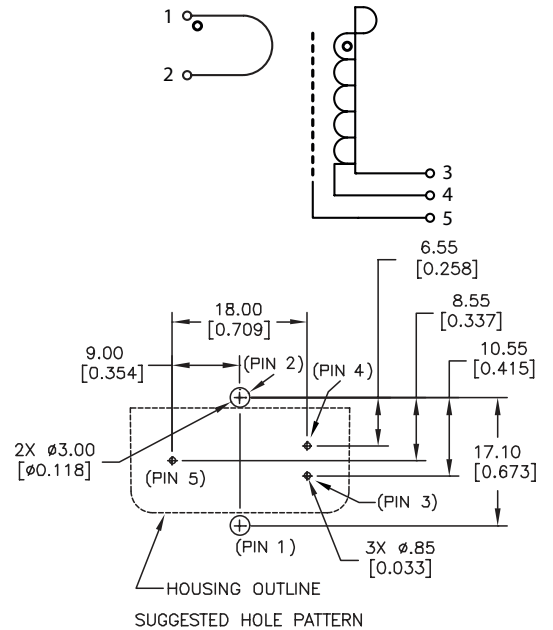 1
2
3
4
5
6.55
[0.258]
18.00
[0.709]
8.55
[0.337]
9.00
[0.354]
10.55
[0.415]
(PIN 2)
(PIN 4)
2X ø3.00
[ø0.118]
17.10
[0.673]
(PIN 5)
(PIN 3)
(PIN 1)
3X ø.85
[0.033]
HOUSING OUTLINE
SUGGESTED HOLE PATTERN